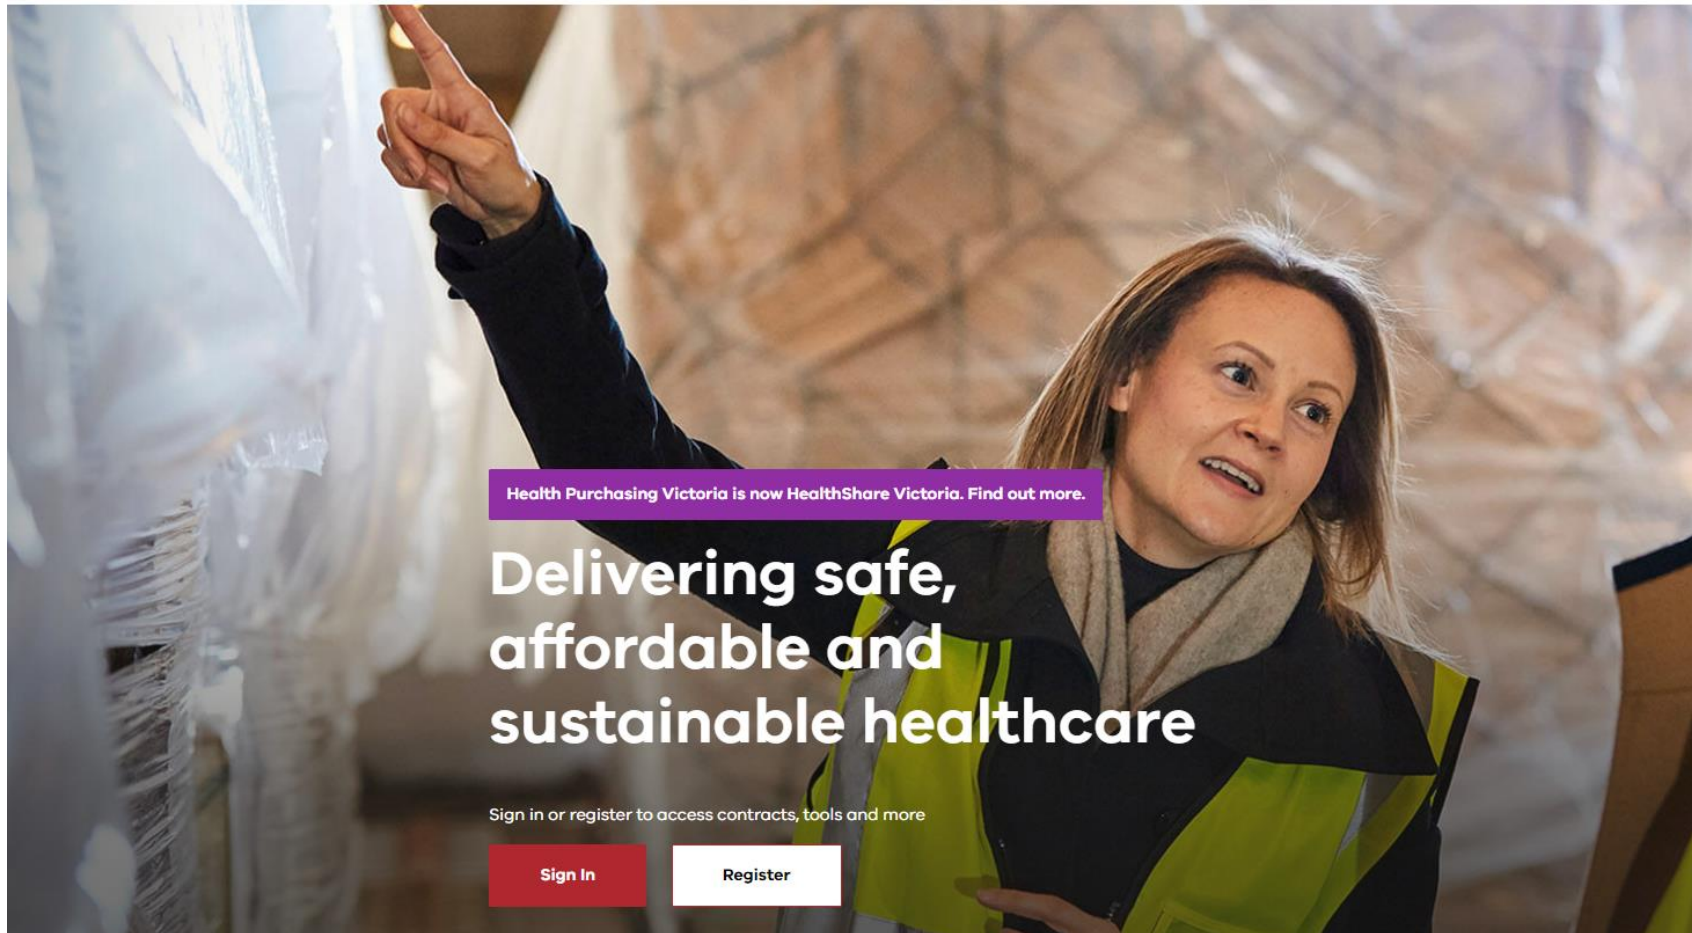 Health Purchasing Victoria is now HealthShare Victoria. Find out more.
Delivering safe,
affordable and
sustainable healthcare
Sign in or register to access contracts, tools and more
Sign In
Register